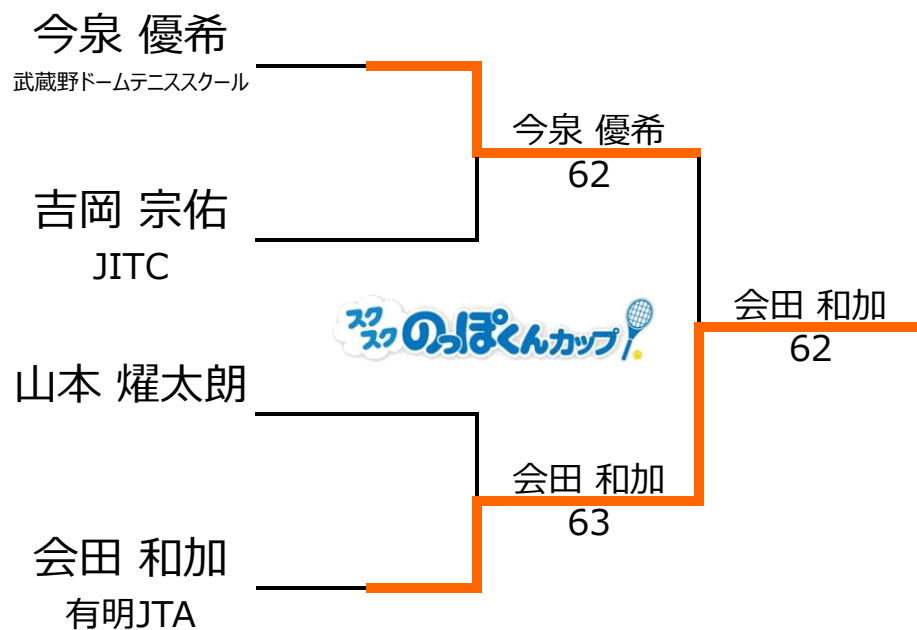 今泉 優希
武蔵野ドームテニススクール
今泉 優希
62
吉岡 宗佑
JITC
スク
スク
のっぽくんカップ
会田 和加
62
山本 燿太朗
会田 和加
63
会田 和加
有明JTA